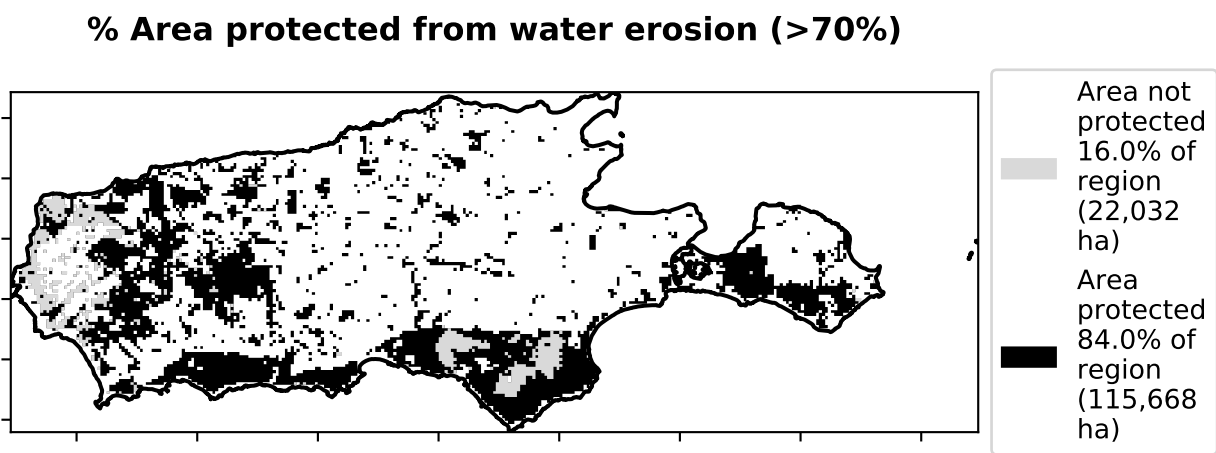 % Area protected from water erosion (>70%)
Area not
protected
16.0% of
region
(22,032
ha)
Area
protected
84.0% of
region
(115,668
ha)